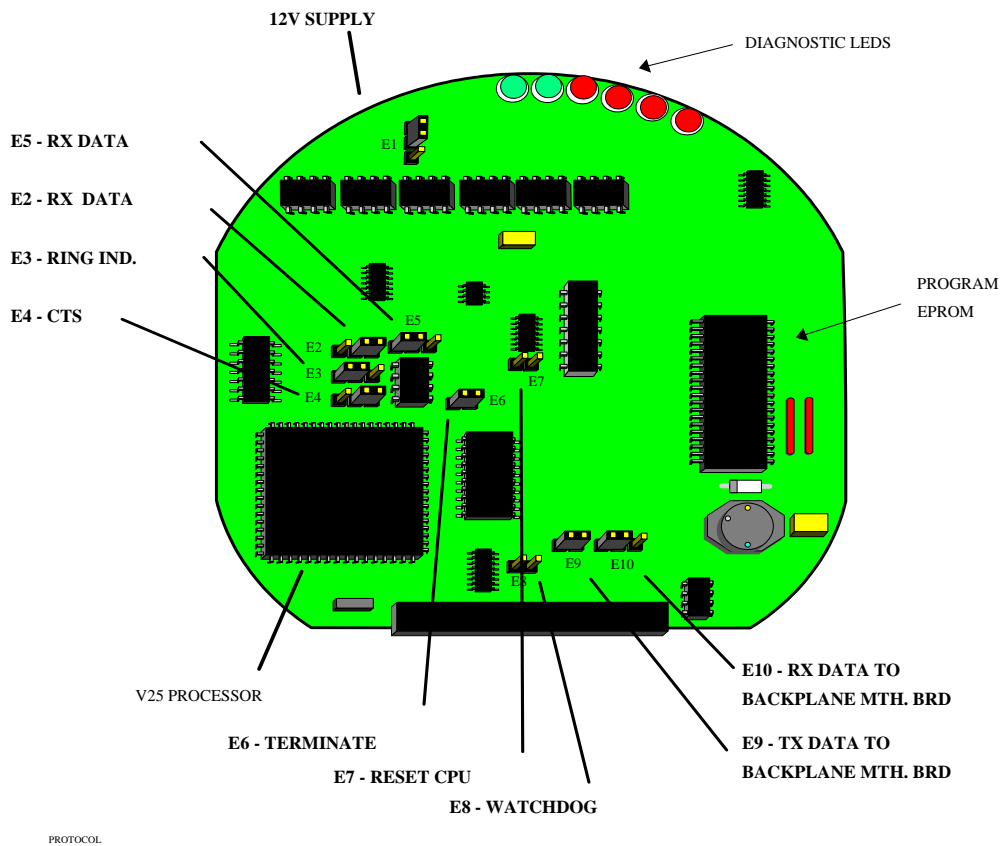 12V SUPPLY
DIAGNOSTIC LEDS
E5 - RX DATA
E1
E2 - RX  DATA
E3 - RING IND.
PROGRAM
EPROM
E4 - CTS
E5
E2
E3
E7
E4
E6
E9
E10
E8
V25 PROCESSOR
E10 - RX DATA TO
BACKPLANE MTH. BRD
E6 - TERMINATE
E9 - TX DATA TO
BACKPLANE MTH. BRD
E7 - RESET CPU
E8 - WATCHDOG
PROTOCOL